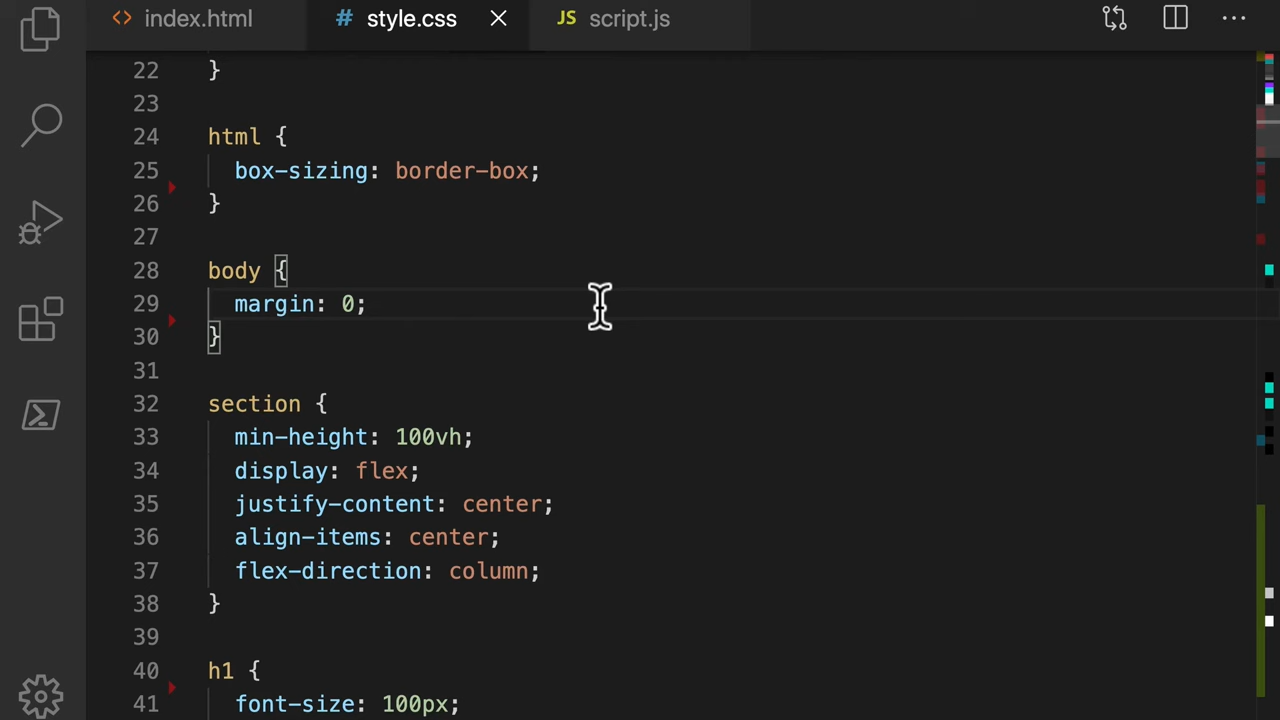 index.html # style.css JS script.js
22 }
23
24 html {
25 box-sizing: border-box;
26 }
27
28 body {
29 margin: 0;
30 }
31
32 section {
33 min-height: 100vh;
34 display: flex;
35 justify-content: center;
36 align-items: center;
37 flex-direction: column;
38 }
39
40 h1 {
41 font-size: 100px;